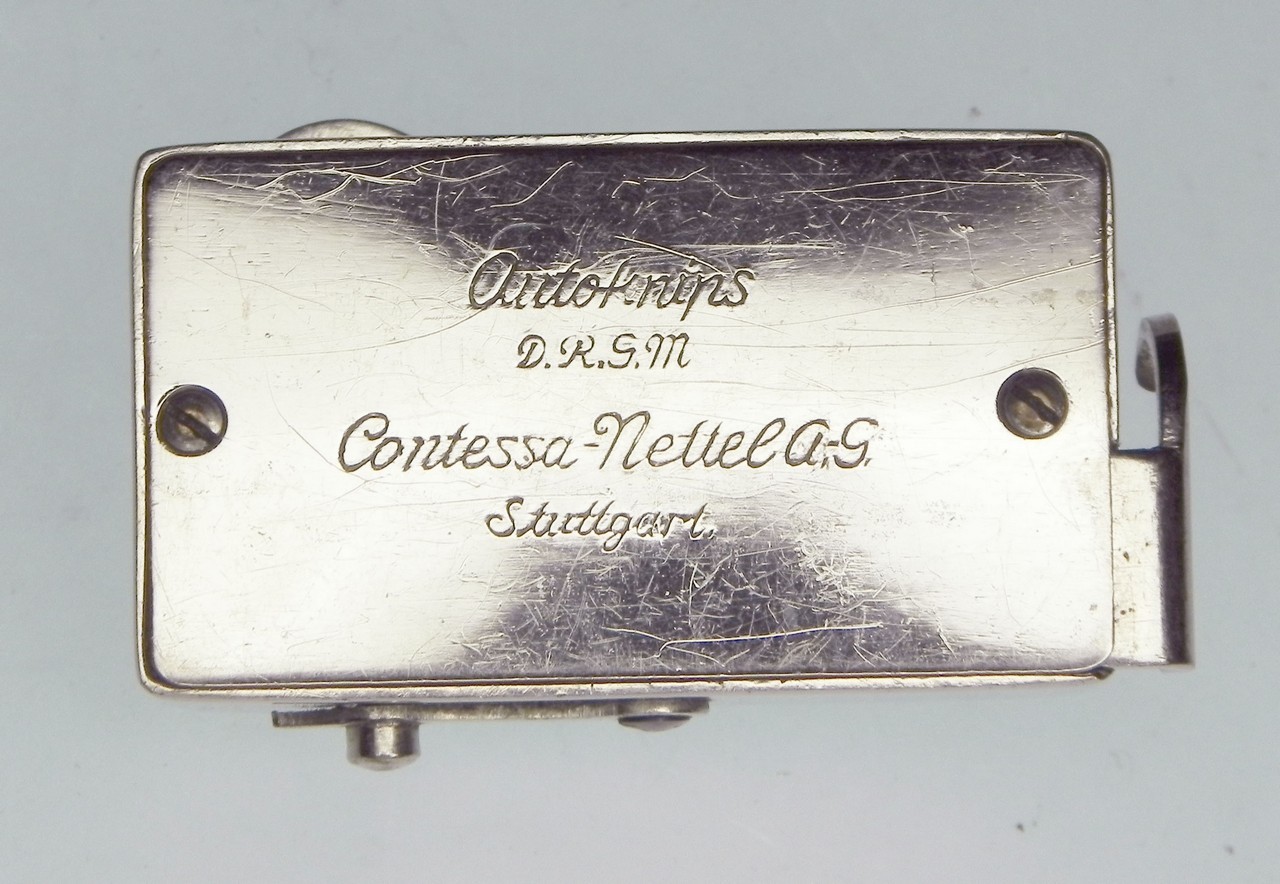 Autoknips
D.R.G.M
Contessa-Nettel A.-G.
Stuttgart.